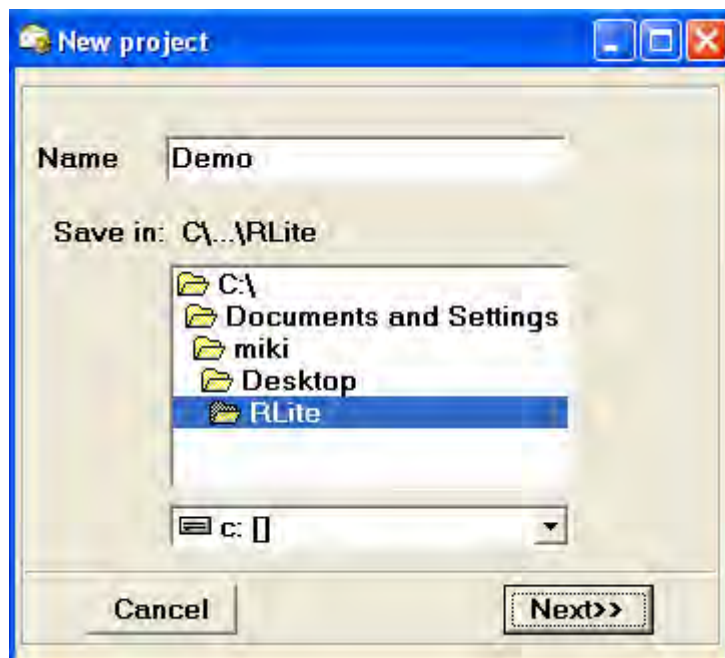 New project
Name Demo
Save in: C\...\RLite
C:\
Documents and Settings
miki
Desktop
RLite
c: []
Cancel Next>>